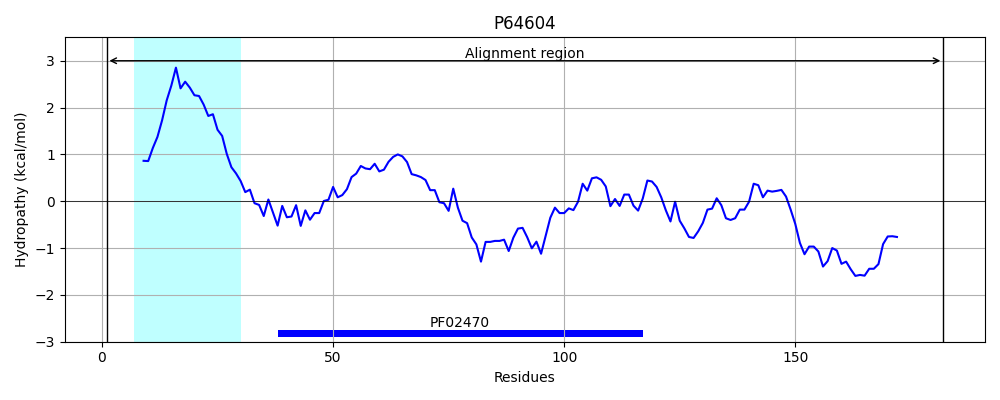 P64604
Alignment region
3
2
1
0
−1
−2
−3
Hydropathy (kcal/mol)
PF02470
0
50
100
150
Residues